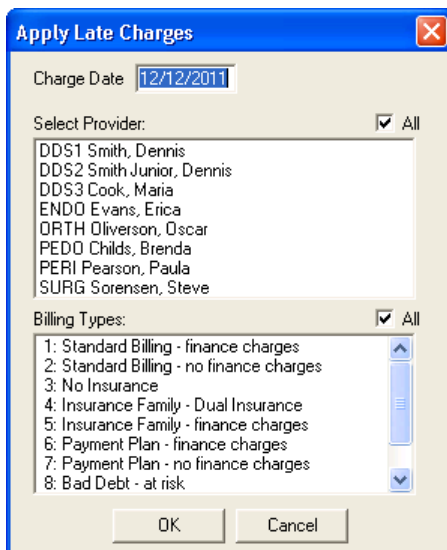 Apply Late Charges
Charge Date 12/12/2011
Select Provider: All
DDS1 Smith, Dennis
DDS2 Smith Junior, Dennis
DDS3 Cook, Maria
ENDO Evans, Erica
ORTH Oliverson, Oscar
PEDO Childs, Brenda
PERI Pearson, Paula
SURG Sorensen, Steve
Billing Types: All
1: Standard Billing - finance charges
2: Standard Billing - no finance charges
3: No Insurance
4: Insurance Family - Dual Insurance
5: Insurance Family - finance charges
6: Payment Plan - finance charges
7: Payment Plan - no finance charges
8: Bad Debt - at risk
OK Cancel